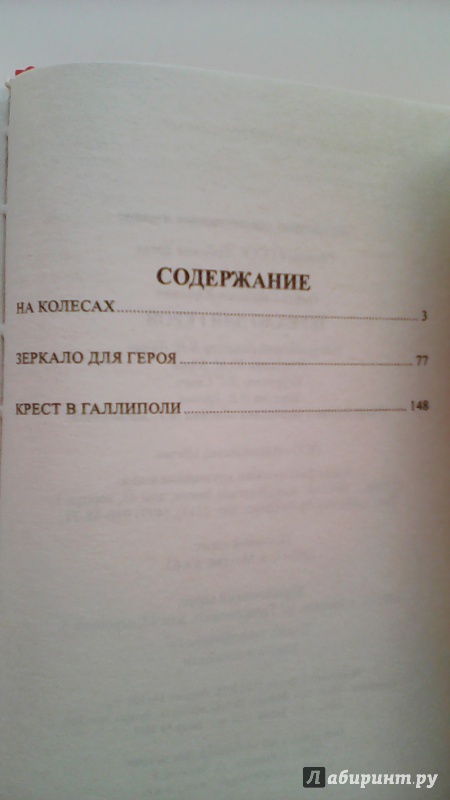 СОДЕРЖАНИЕ
НА КОЛЕСАХ 3
ЗЕРКАЛО ДЛЯ ГЕРОЯ 77
КРЕСТ В ГАЛЛИПОЛИ 148
Лабиринт.ру